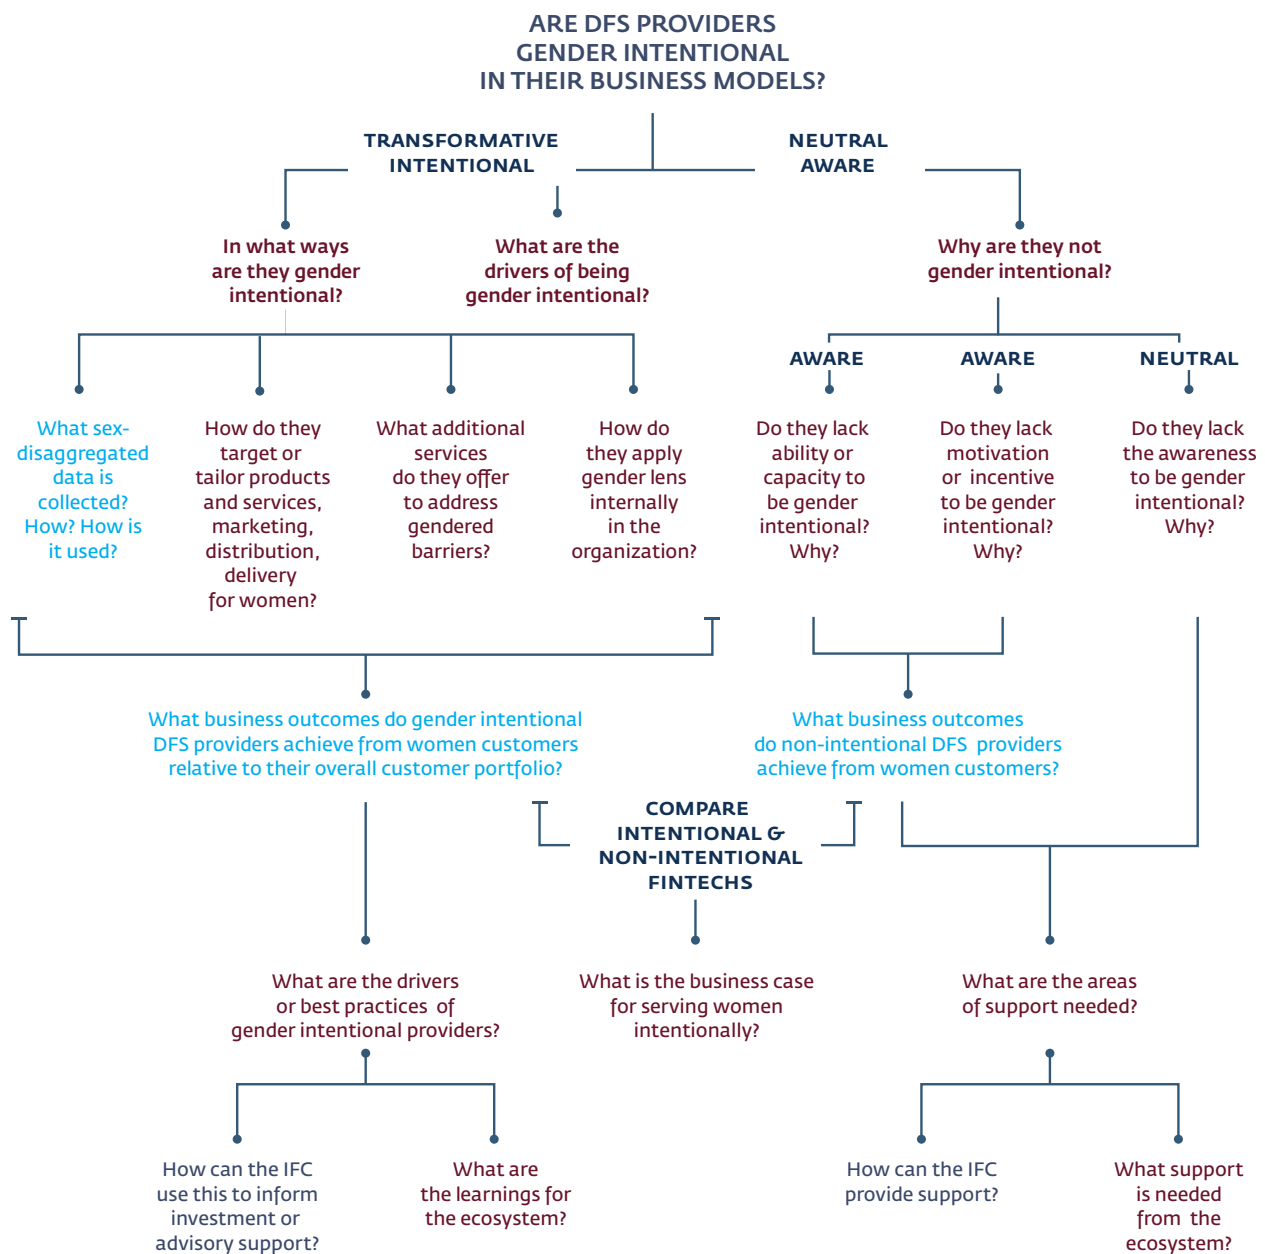 ARE DFS PROVIDERS
GENDER INTENTIONAL
IN THEIR BUSINESS MODELS?
TRANSFORMATIVE
INTENTIONAL
NEUTRAL
AWARE
In what ways
are they gender
intentional?
What are the
drivers of being
gender intentional?
Why are they not
gender intentional?
AWARE
AWARE
NEUTRAL
What sex-
disaggregated
data is
collected?
How? How is
it used?
How do they
target or
tailor products
and services,
marketing,
distribution,
delivery
for women?
What additional
services
do they offer
to address
gendered
barriers?
How do
they apply
gender lens
internally
in the
organization?
Do they lack
ability or
capacity to
be gender
intentional?
Why?
Do they lack
motivation
or incentive
to be gender
intentional?
Why?
Do they lack
the awareness
to be gender
intentional?
Why?
What business outcomes do gender intentional
DFS providers achieve from women customers
relative to their overall customer portfolio?
What business outcomes
do non-intentional DFS providers
achieve from women customers?
COMPARE
INTENTIONAL &
NON-INTENTIONAL
FINTECHS
What are the drivers
or best practices of
gender intentional providers?
What is the business case
for serving women
intentionally?
What are the areas
of support needed?
How can the IFC
use this to inform
investment or
advisory support?
What are
the learnings for
the ecosystem?
How can the IFC
provide support?
What support
is needed
from the
ecosystem?